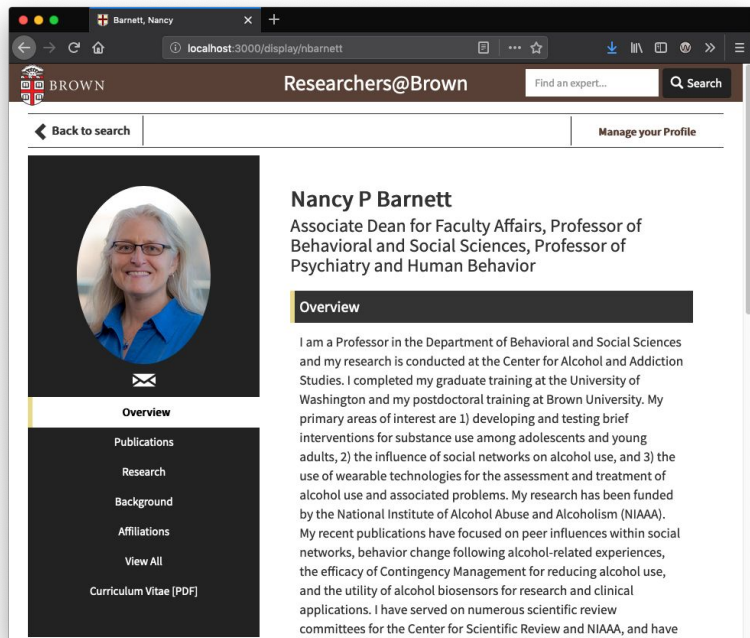 Barnett, Nancy
localhost:3000/display/nbarnett
BROWN
Researchers@Brown
Find an expert...
Search
Back to search
Manage your Profile
Overview
Publications
Research
Background
Affiliations
View All
Curriculum Vitae [PDF]
Nancy P Barnett
Associate Dean for Faculty Affairs, Professor of
Behavioral and Social Sciences, Professor of
Psychiatry and Human Behavior
Overview
I am a Professor in the Department of Behavioral and Social Sciences
and my research is conducted at the Center for Alcohol and Addiction
Studies. I completed my graduate training at the University of
Washington and my postdoctoral training at Brown University. My
primary areas of interest are 1) developing and testing brief
interventions for substance use among adolescents and young
adults, 2) the influence of social networks on alcohol use, and 3) the
use of wearable technologies for the assessment and treatment of
alcohol use and associated problems. My research has been funded
by the National Institute of Alcohol Abuse and Alcoholism (NIAAA).
My recent publications have focused on peer influences within social
networks, behavior change following alcohol-related experiences,
the efficacy of Contingency Management for reducing alcohol use,
and the utility of alcohol biosensors for research and clinical
applications. I have served on numerous scientific review
committees for the Center for Scientific Review and NIAAA, and have